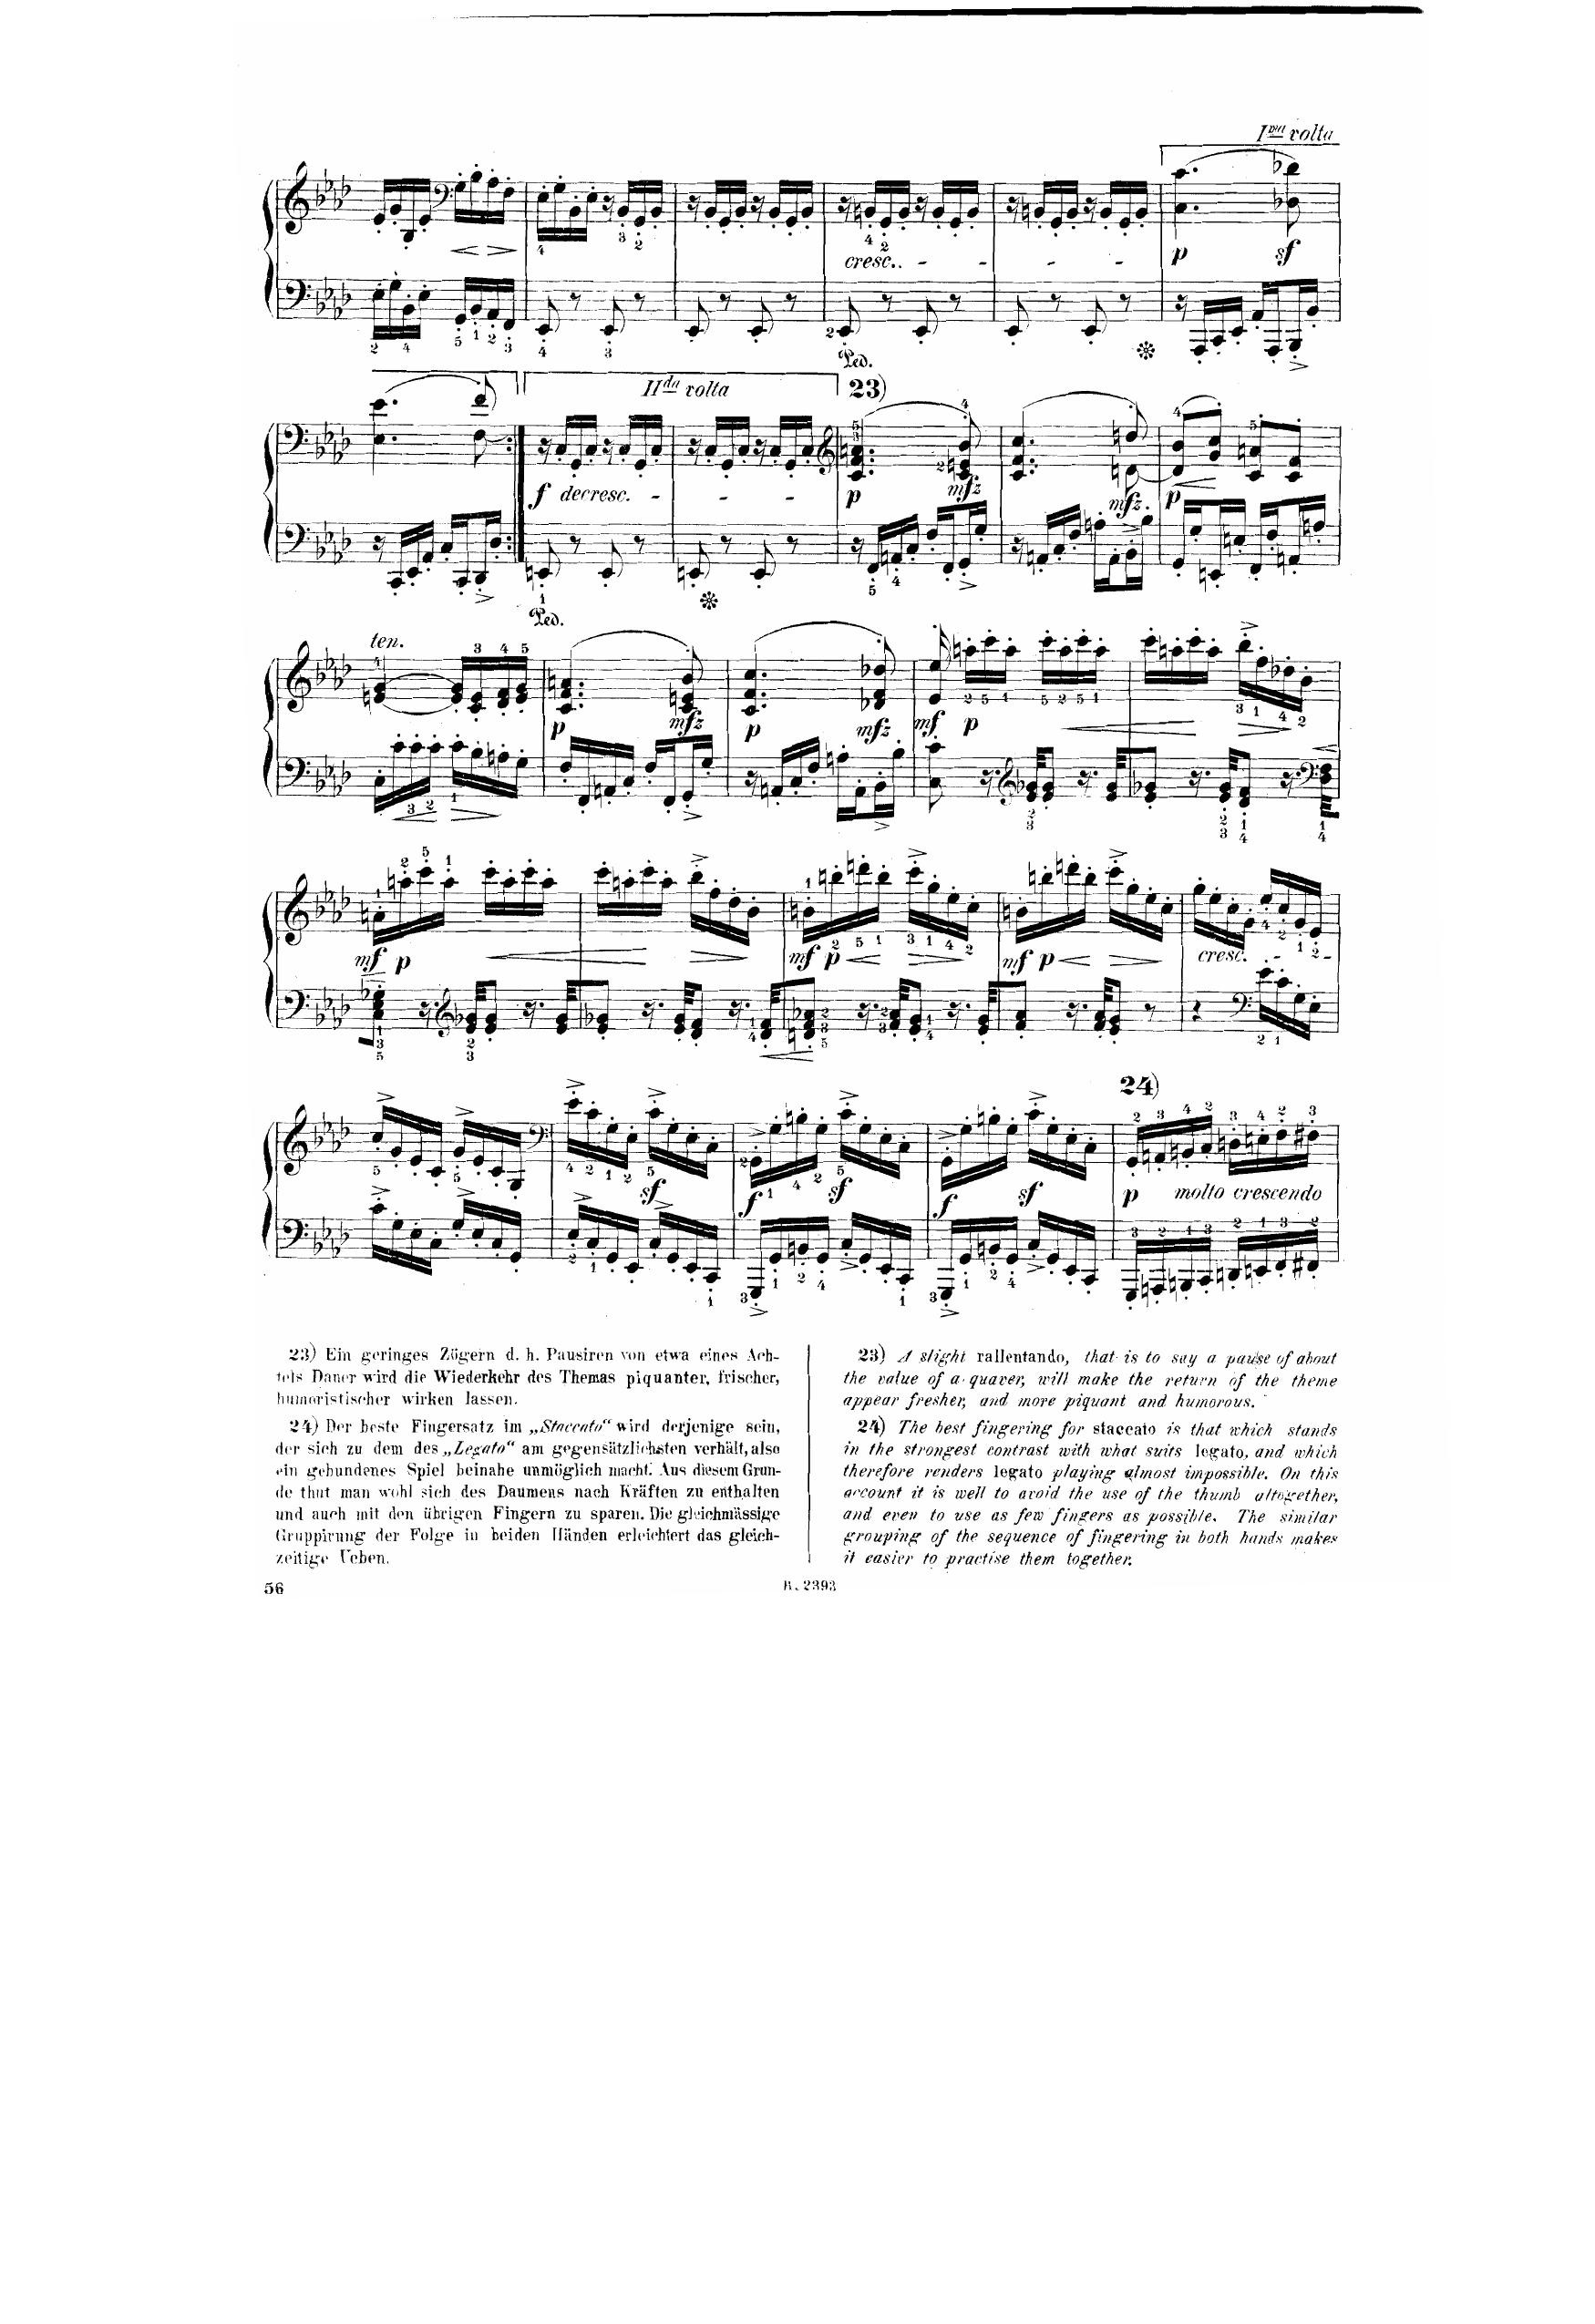 Ima volta
cresc.
p
sf
Ped.
IIda volta
23)
f decresc.
p
mfz
mfz
p
Ped.
ten.
p
mfz
p
mfz
mf
p
mf
p
mf
p
mf
p
cresc.
24)
sf
f
sf
f
sf
p
molto crescendo
23) Ein geringes Zögern d. h. Pausiren von etwa eines Ach-
tels Dauer wird die Wiederkehr des Themas piquanter, frischer,
humoristischer wirken lassen.
24) Der beste Fingersatz im „Staccato“ wird derjenige sein,
der sich zu dem des „Legato“ am gegensätzlichsten verhält, also
ein gebundenes Spiel beinahe unmöglich macht. Aus diesem Grun-
de thut man wohl sich des Daumens nach Kräften zu enthalten
und auch mit den übrigen Fingern zu sparen. Die gleichmässige
Gruppirung der Folge in beiden Händen erleichtert das gleich-
zeitige Ueben.
23) A slight rallentando, that is to say a pause of about
the value of a quaver, will make the return of the theme
appear fresher, and more piquant and humorous.
24) The best fingering for staccato is that which stands
in the strongest contrast with what suits legato, and which
therefore renders legato playing almost impossible. On this
account it is well to avoid the use of the thumb altogether,
and even to use as few fingers as possible. The similar
grouping of the sequence of fingering in both hands makes
it easier to practise them together.
56
R. 2393